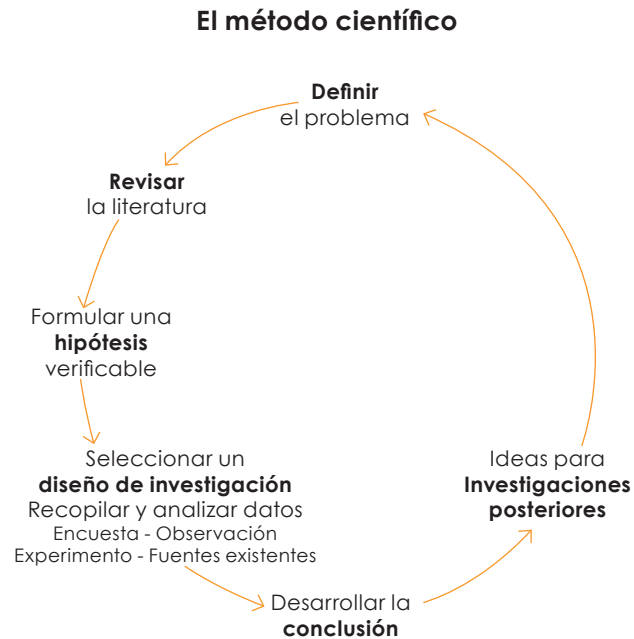 El método científico
Definir
el problema
Revisar
la literatura
Formular una
hipótesis
verificable
Seleccionar un
diseño de investigación
Recopilar y analizar datos
Encuesta - Observación
Experimento - Fuentes existentes
Desarrollar la
conclusión
Ideas para
Investigaciones
posteriores